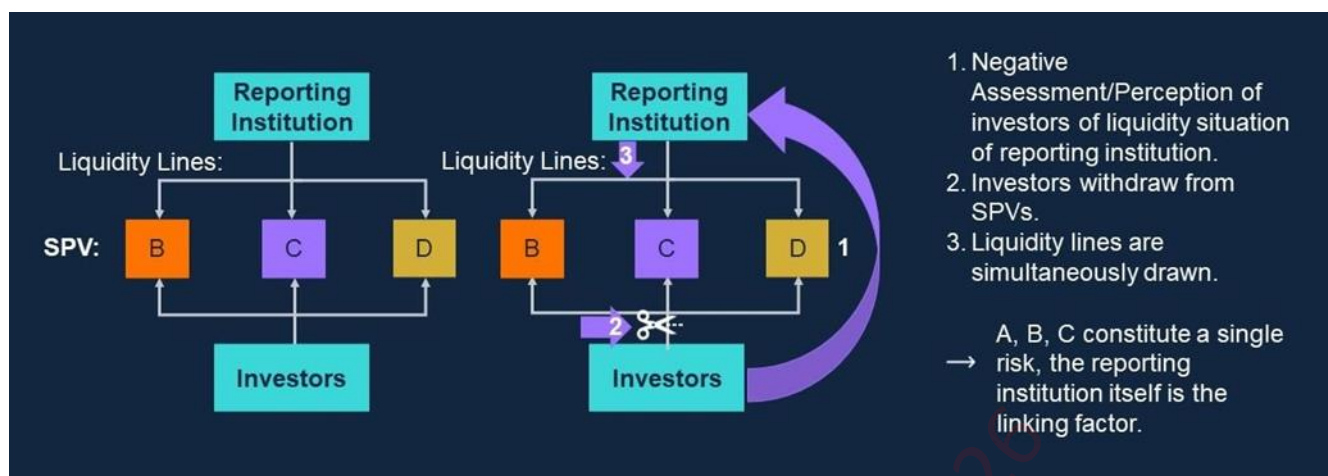 Reporting
Institution
Liquidity Lines:
SPV:
B
C
D
Investors
Reporting
Institution
Liquidity Lines:
3
B
C
D
1
2
Investors
1. Negative
Assessment/Perception of
investors of liquidity situation
of reporting institution.
2. Investors withdraw from
SPVs.
3. Liquidity lines are
simultaneously drawn.
→ A, B, C constitute a single
risk, the reporting
institution itself is the
linking factor.